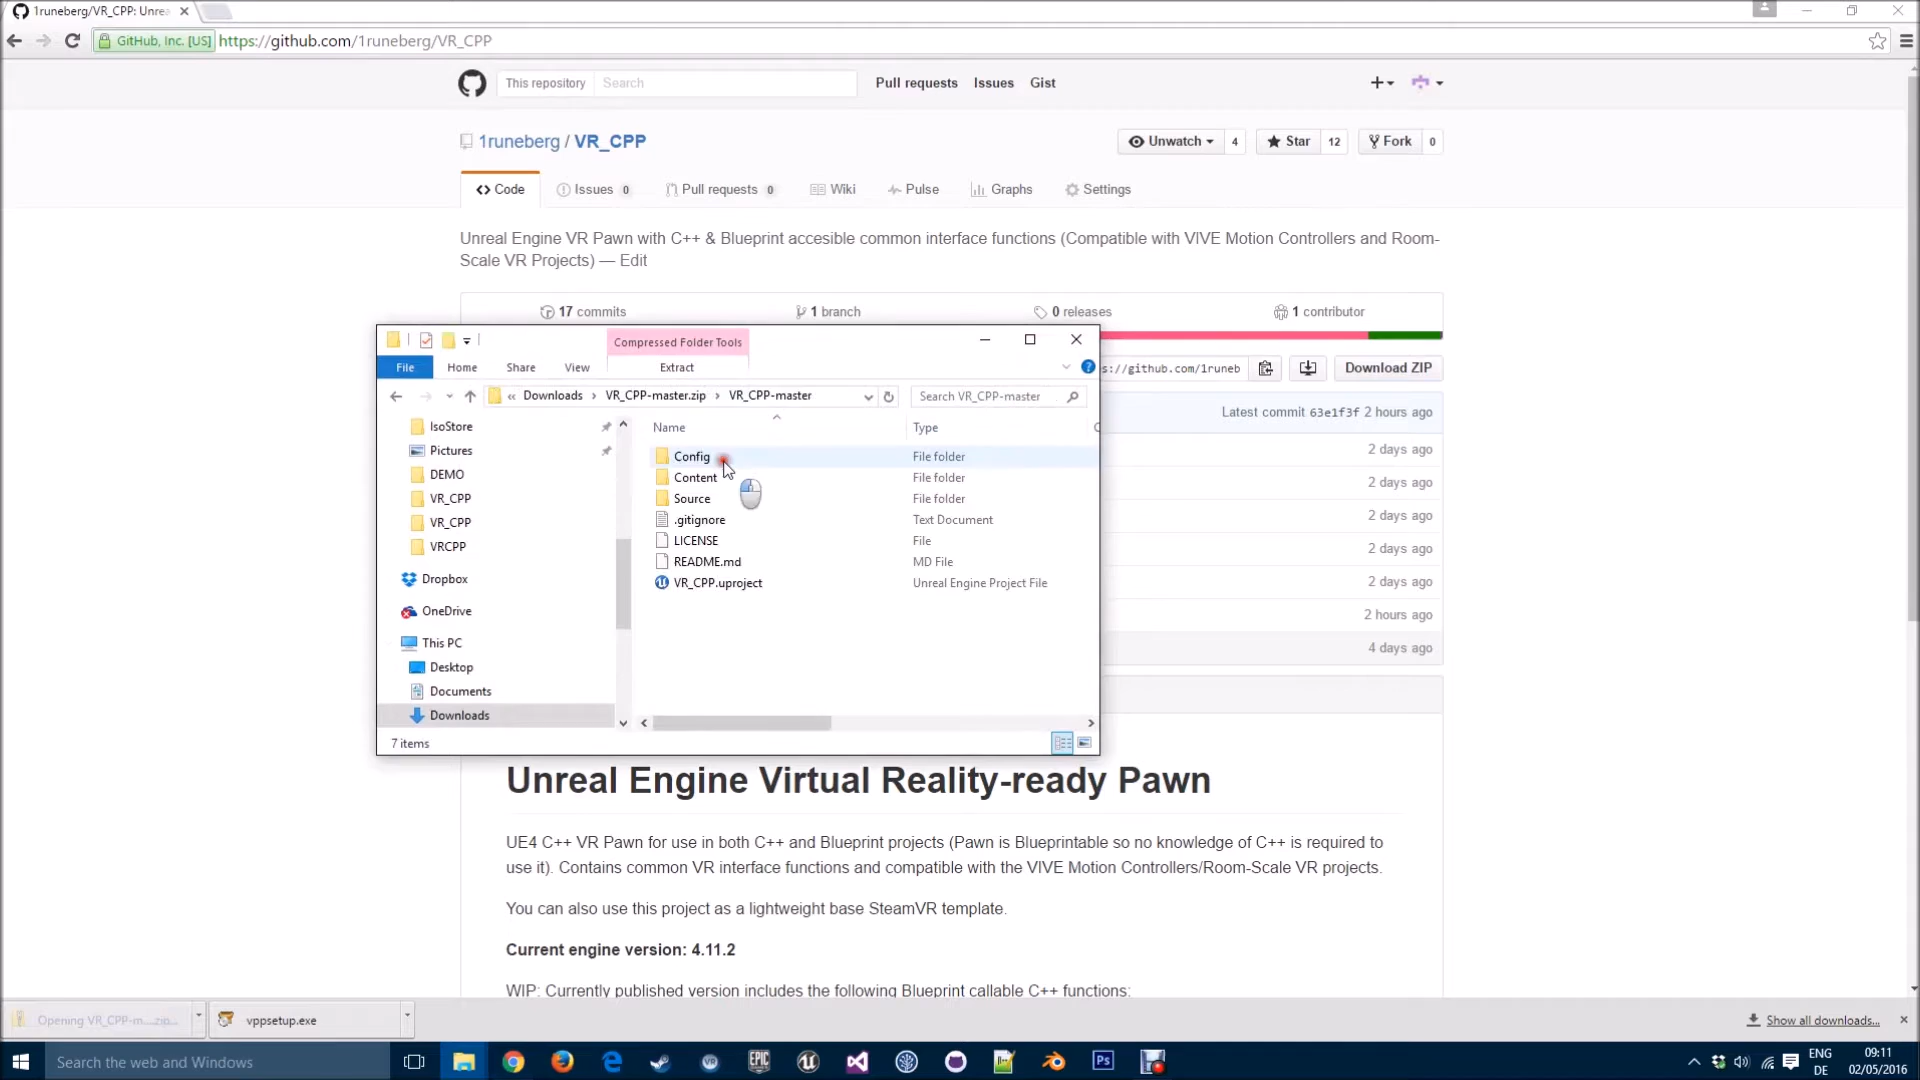 1runeberg/VR_CPP: Unrea
GitHub, Inc. [US] https://github.com/1runeberg/VR_CPP
This repository Search Pull requests Issues Gist
1runeberg / VR_CPP Unwatch 4 Star 12 Fork 0
Code Issues 0 Pull requests 0 Wiki Pulse Graphs Settings
Unreal Engine VR Pawn with C++ & Blueprint accesible common interface functions (Compatible with VIVE Motion Controllers and Room-
Scale VR Projects) — Edit
17 commits 1 branch 0 releases 1 contributor
Compressed Folder Tools
File Home Share View Extract
s://github.com/1runeb Download ZIP
« Downloads › VR_CPP-master.zip › VR_CPP-master Search VR_CPP-master
Latest commit 63e1f3f 2 hours ago
Name Type
IsoStore
Pictures
DEMO
VR_CPP
VR_CPP
VRCPP
Dropbox
OneDrive
This PC
Desktop
Documents
Downloads
Config File folder
Content File folder
Source File folder
.gitignore Text Document
LICENSE File
README.md MD File
VR_CPP.uproject Unreal Engine Project File
2 days ago
2 days ago
2 days ago
2 days ago
2 days ago
2 hours ago
4 days ago
7 items
Unreal Engine Virtual Reality-ready Pawn
UE4 C++ VR Pawn for use in both C++ and Blueprint projects (Pawn is Blueprintable so no knowledge of C++ is required to
use it). Contains common VR interface functions and compatible with the VIVE Motion Controllers/Room-Scale VR projects.
You can also use this project as a lightweight base SteamVR template.
Current engine version: 4.11.2
WIP: Currently published version includes the following Blueprint callable C++ functions:
Opening VR_CPP-m....zip... vppsetup.exe Show all downloads...
Search the web and Windows
VR
EPIC
GAMES
Ps
ENG
DE
09:11
02/05/2016